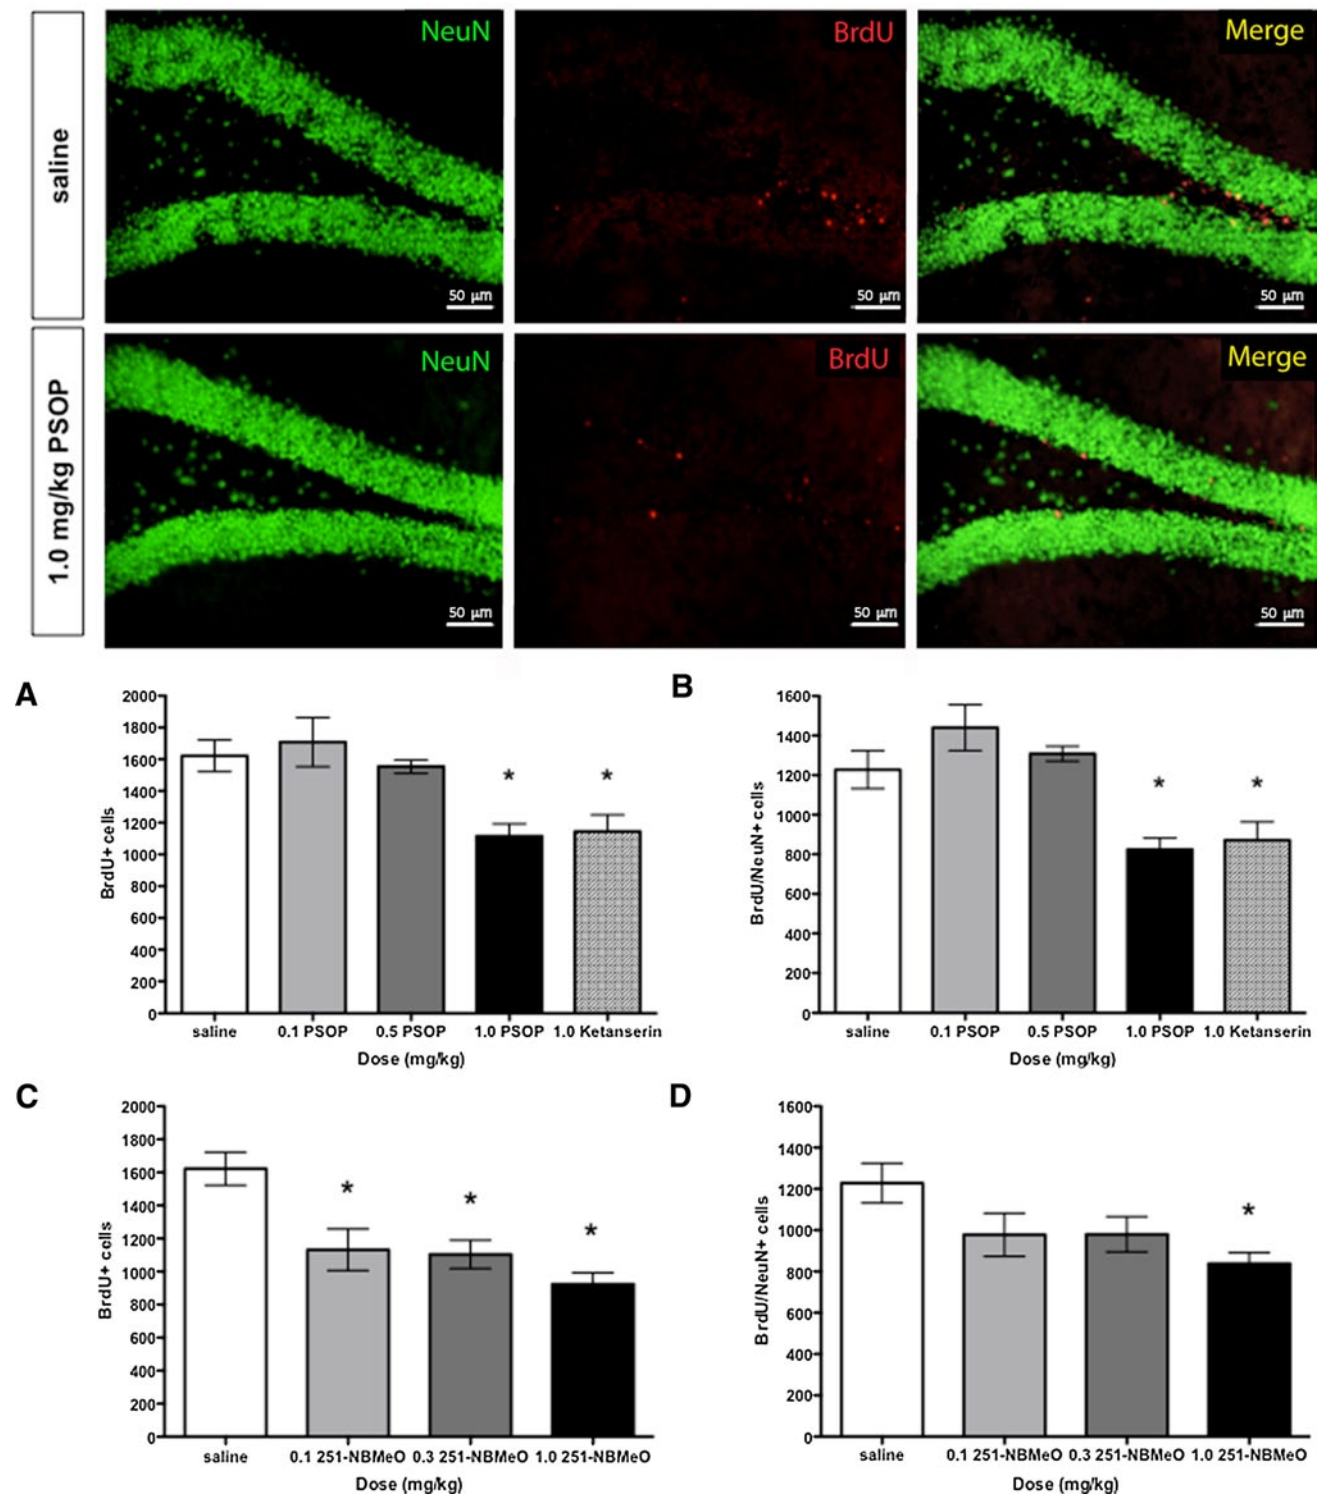 saline
NeuN
BrdU
Merge
50 µm
50 µm
50 µm
1.0 mg/kg PSOP
NeuN
BrdU
Merge
50 µm
50 µm
50 µm
A
BrdU+ cells
2000
1800
1600
1400
1200
1000
800
600
400
200
0
* *
saline 0.1 PSOP 0.5 PSOP 1.0 PSOP 1.0 Ketanserin
Dose (mg/kg)
B
BrdU/NeuN+ cells
1600
1400
1200
1000
800
600
400
200
0
* *
saline 0.1 PSOP 0.5 PSOP 1.0 PSOP 1.0 Ketanserin
Dose (mg/kg)
C
BrdU+ cells
2000
1800
1600
1400
1200
1000
800
600
400
200
0
* * *
saline 0.1 251-NBMeO 0.3 251-NBMeO 1.0 251-NBMeO
Dose (mg/kg)
D
BrdU/NeuN+ cells
1600
1400
1200
1000
800
600
400
200
0
*
saline 0.1 251-NBMeO 0.3 251-NBMeO 1.0 251-NBMeO
Dose (mg/kg)